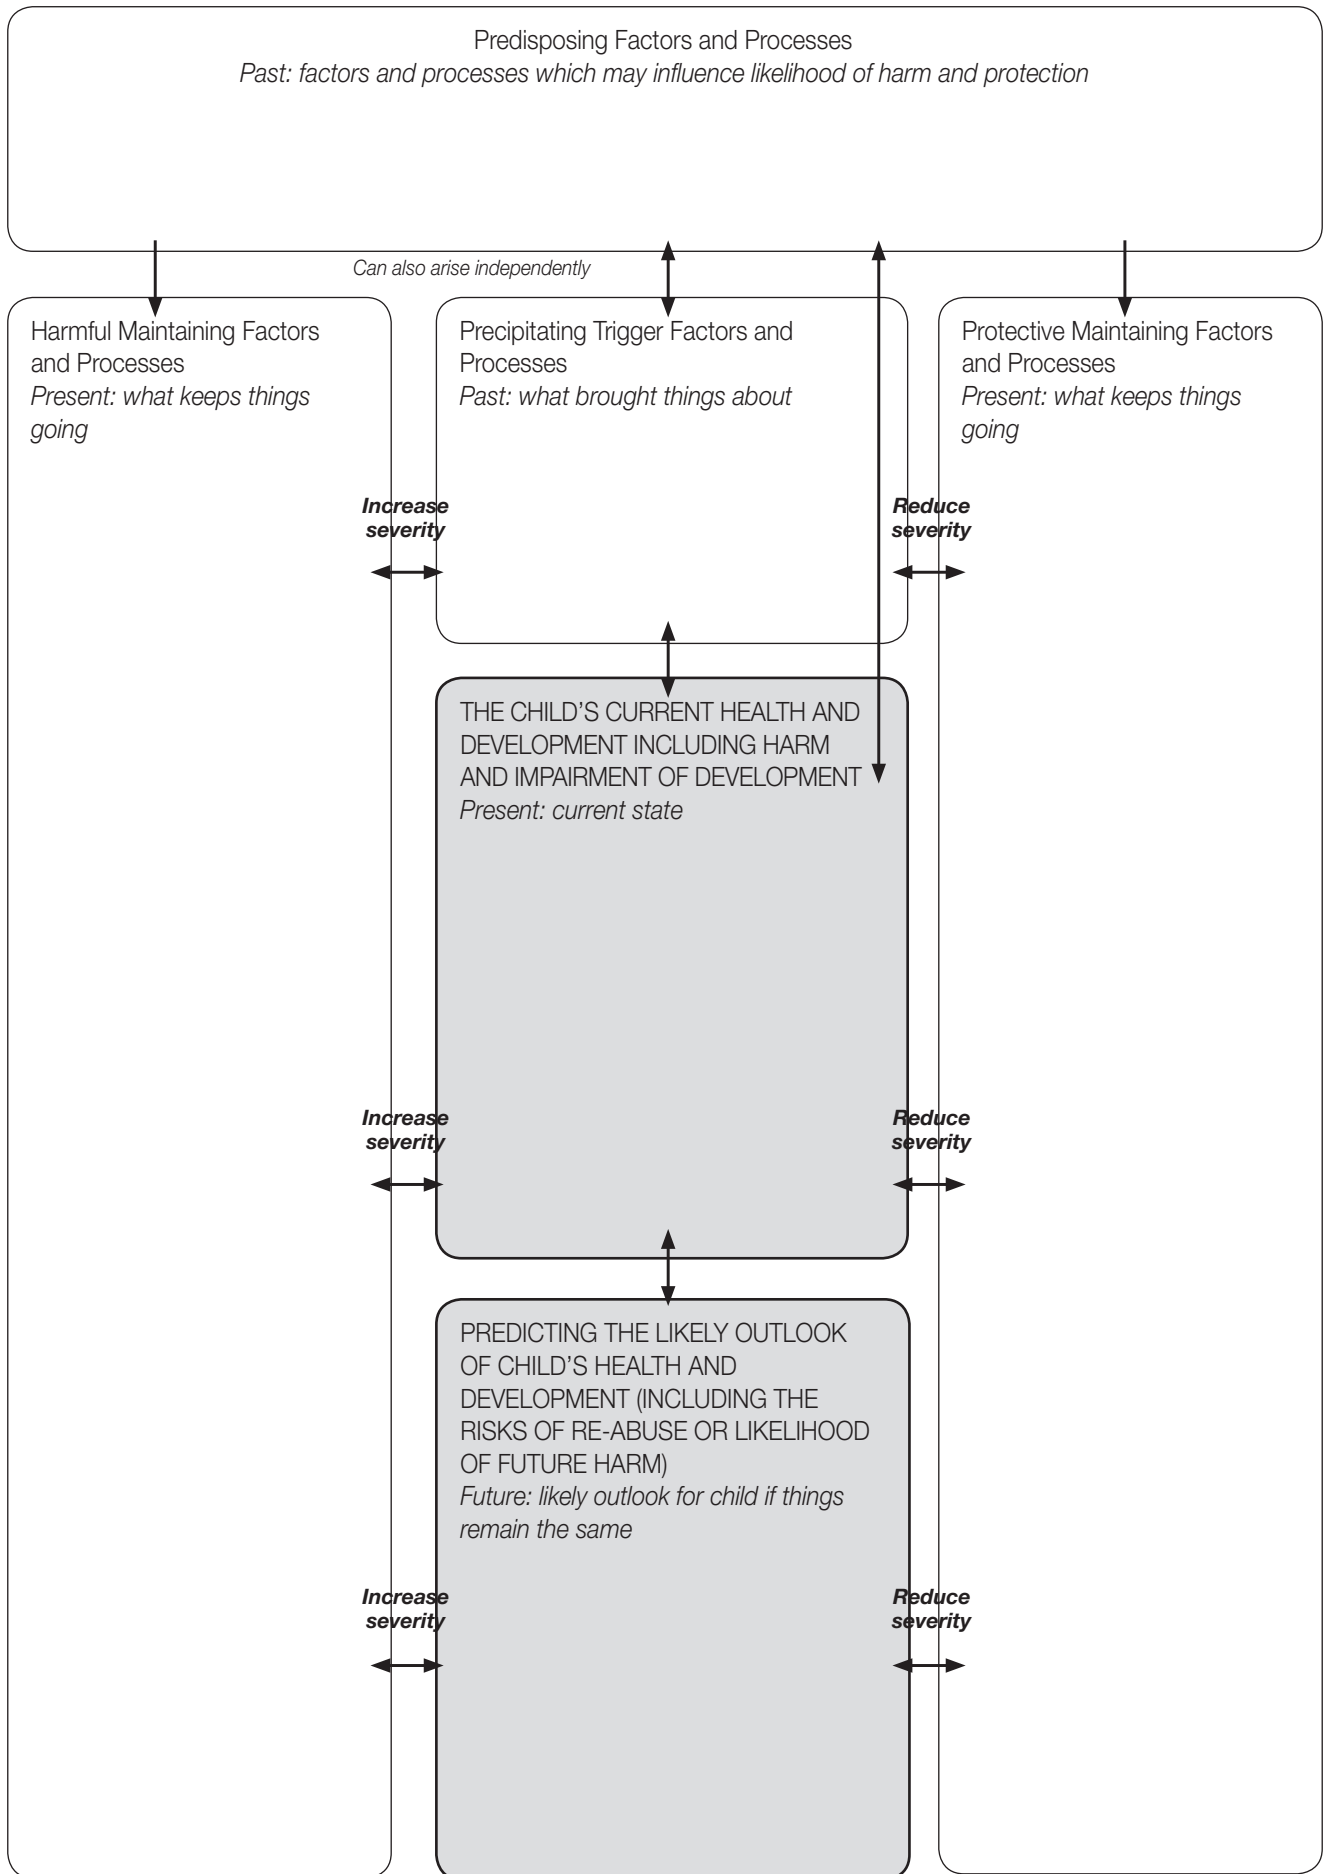 Predisposing Factors and Processes
Past: factors and processes which may influence likelihood of harm and protection
Can also arise independently
Harmful Maintaining Factors
and Processes
Present: what keeps things
going
Precipitating Trigger Factors and
Processes
Past: what brought things about
Protective Maintaining Factors
and Processes
Present: what keeps things
going
Increase
severity
Reduce
severity
THE CHILD'S CURRENT HEALTH AND
DEVELOPMENT INCLUDING HARM
AND IMPAIRMENT OF DEVELOPMENT
Present: current state
Increase
severity
Reduce
severity
PREDICTING THE LIKELY OUTLOOK
OF CHILD'S HEALTH AND
DEVELOPMENT (INCLUDING THE
RISKS OF RE-ABUSE OR LIKELIHOOD
OF FUTURE HARM)
Future: likely outlook for child if things
remain the same
Increase
severity
Reduce
severity